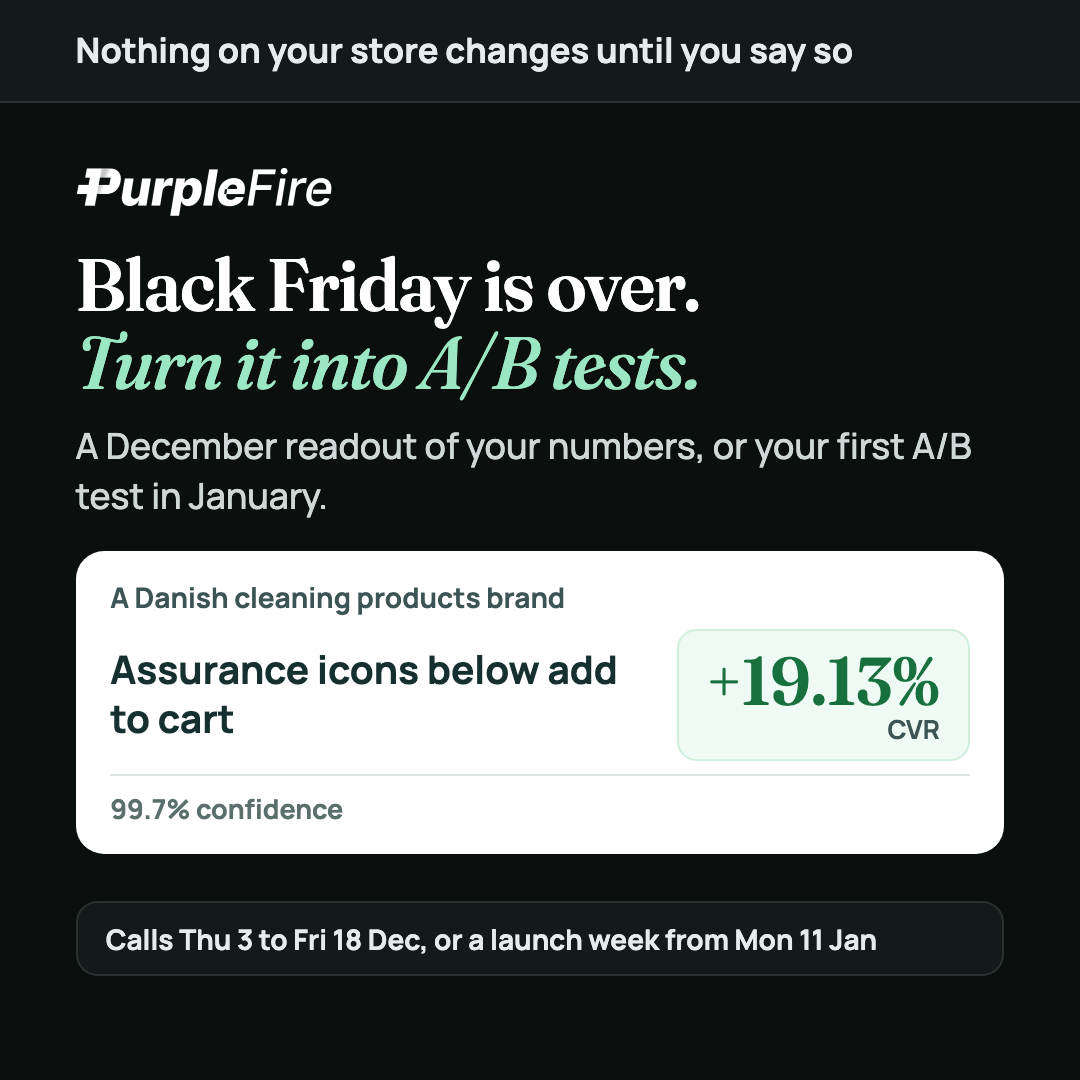 Nothing on your store changes until you say so
PurpleFire
Black Friday is over.
Turn it into A/B tests.
A December readout of your numbers, or your first A/B
test in January.
A Danish cleaning products brand
Assurance icons below add
to cart
+19.13%
CVR
99.7% confidence
Calls Thu 3 to Fri 18 Dec, or a launch week from Mon 11 Jan